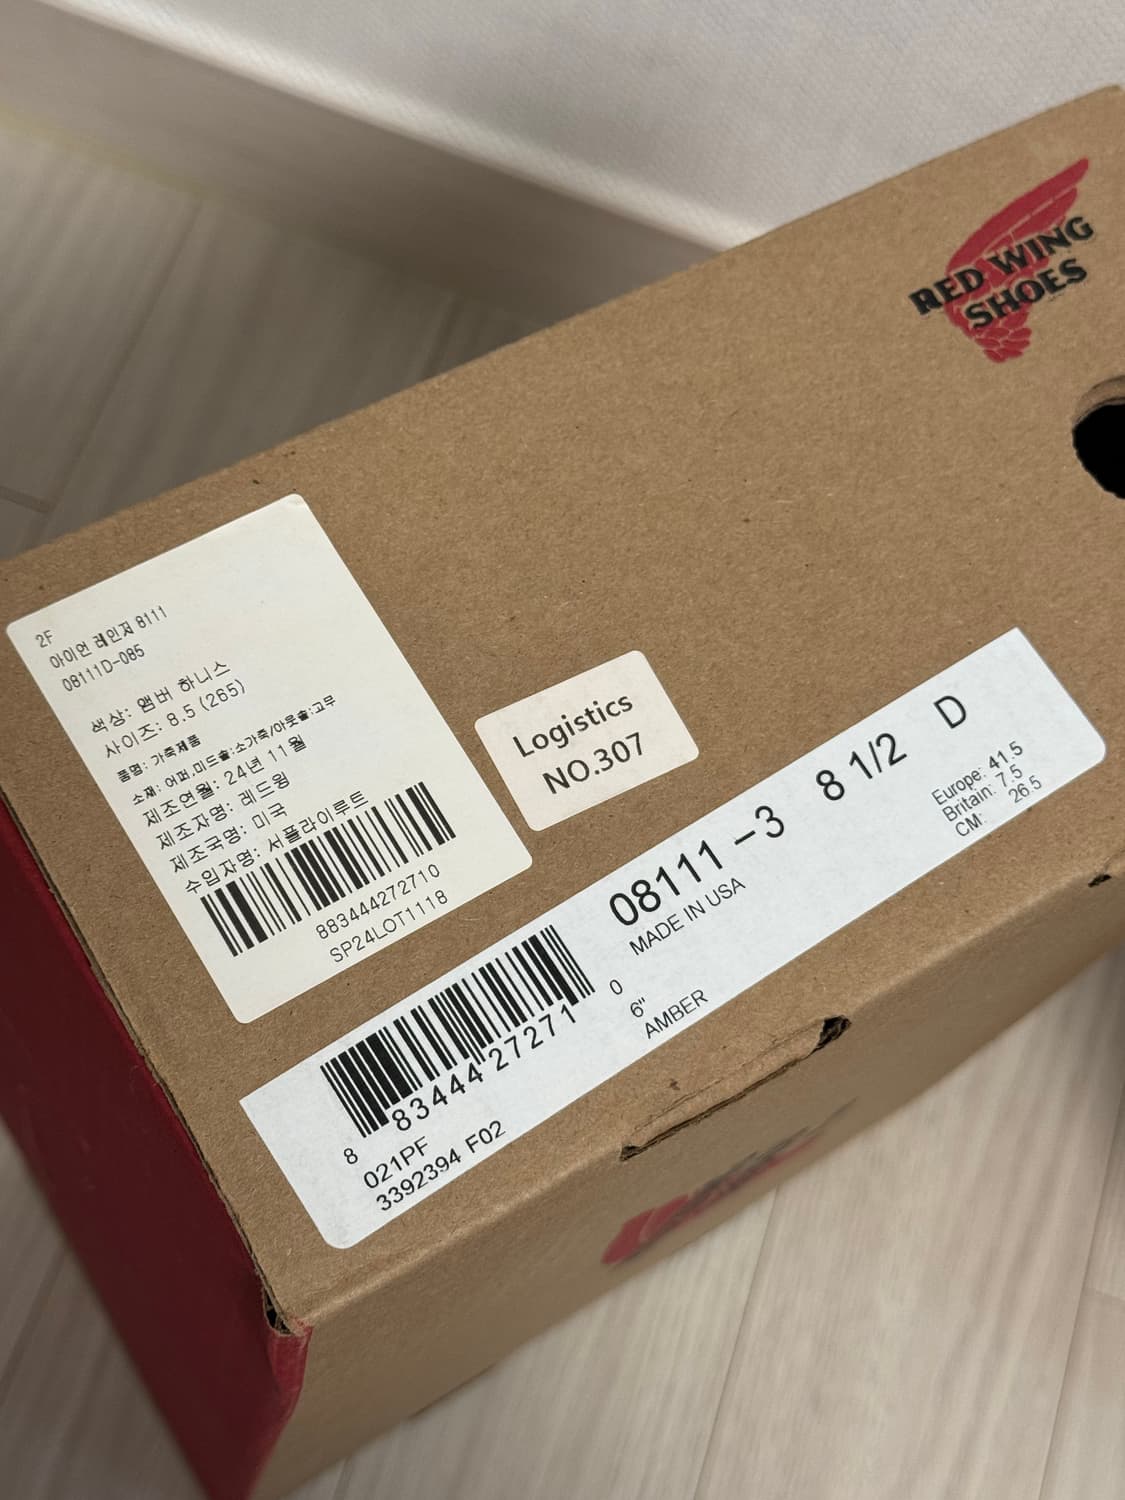 RED WING
SHOES
2F
아이언 레인저 8111
08111D-085
색상: 앰버 하니스
사이즈: 8.5 (265)
품명: 가죽제품
소재: 어퍼,미드솔:소가죽/아웃솔:고무
제조연월: 24년 11월
제조자명: 레드윙
제조국명: 미국
수입자명: 서플라이루트
883444272710
SP24LOT1118
Logistics
NO.307
08111 -3 8 1/2 D
MADE IN USA
Europe: 41.5
Britain: 7.5
CM: 26.5
6"
AMBER
8 83444 27271 0
021PF
3392394 F02